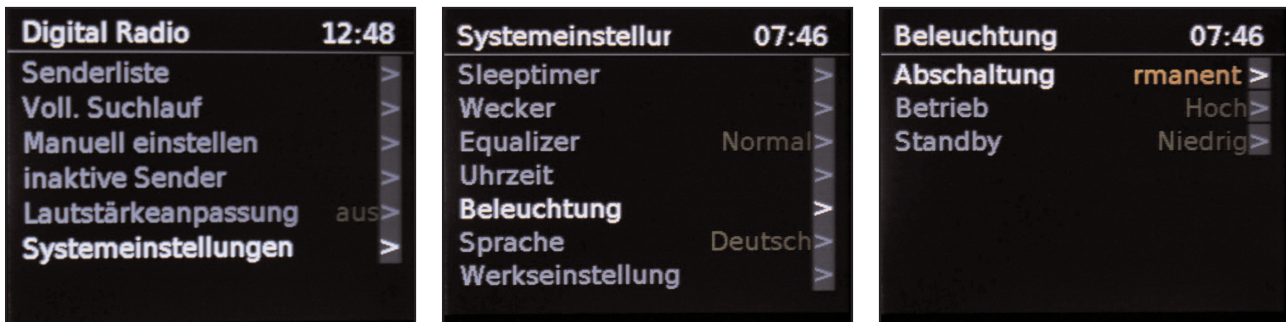 Digital Radio 12:48
Senderliste >
Voll. Suchlauf >
Manuell einstellen >
inaktive Sender >
Lautstärkeanpassung aus>
Systemeinstellungen >
Systemeinstellur 07:46
Sleeptimer >
Wecker >
Equalizer Normal>
Uhrzeit >
Beleuchtung >
Sprache Deutsch>
Werkseinstellung >
Beleuchtung 07:46
Abschaltung rmanent >
Betrieb Hoch>
Standby Niedrig>